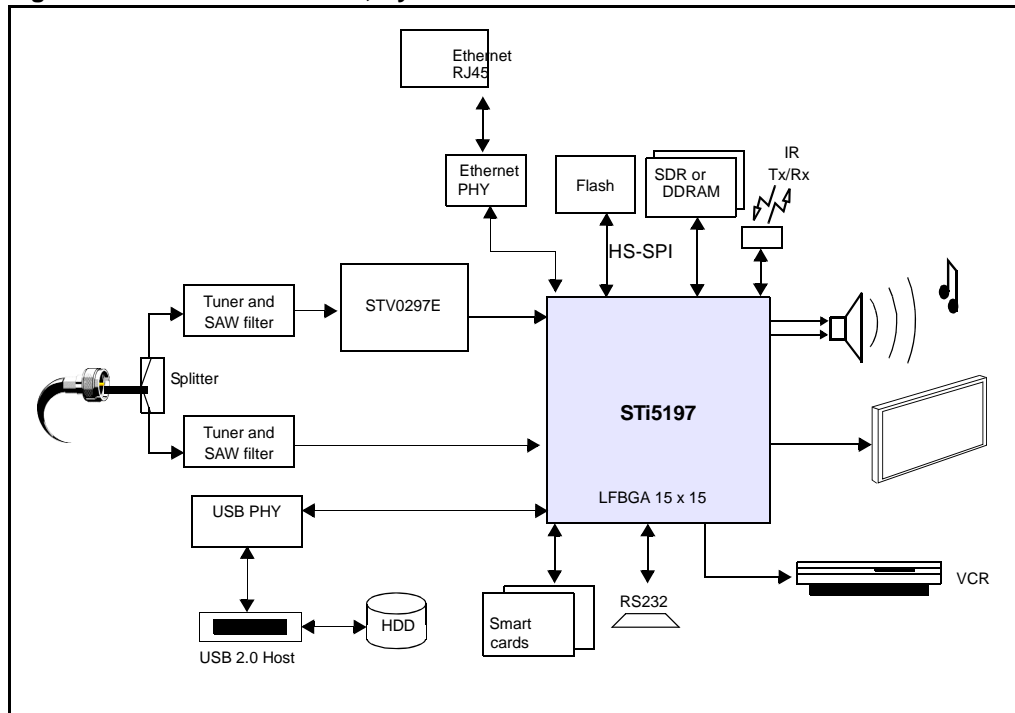 Ethernet
RJ45
Ethernet
PHY
Flash
SDR or
DDRAM
IR
Tx/Rx
HS-SPI
Tuner and
SAW filter
STV0297E
Splitter
STi5197
Tuner and
SAW filter
LFBGA 15 x 15
USB PHY
VCR
Smart
cards
RS232
HDD
USB 2.0 Host